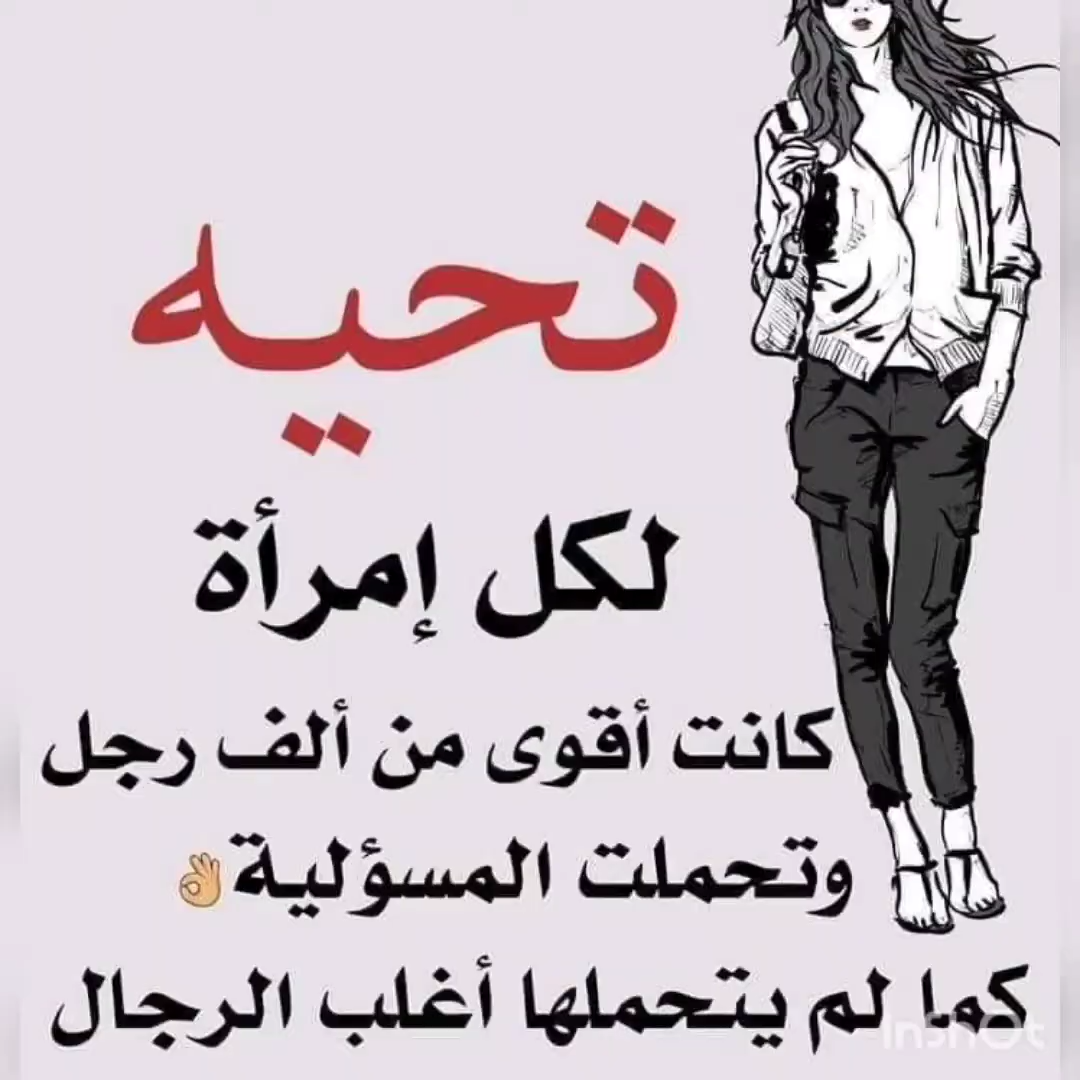 تحيه
لكل إمرأة
كانت أقوى من ألف رجل
وتحملت المسؤلية👌
كما لم يتحملها أغلب الرجال
InShOt